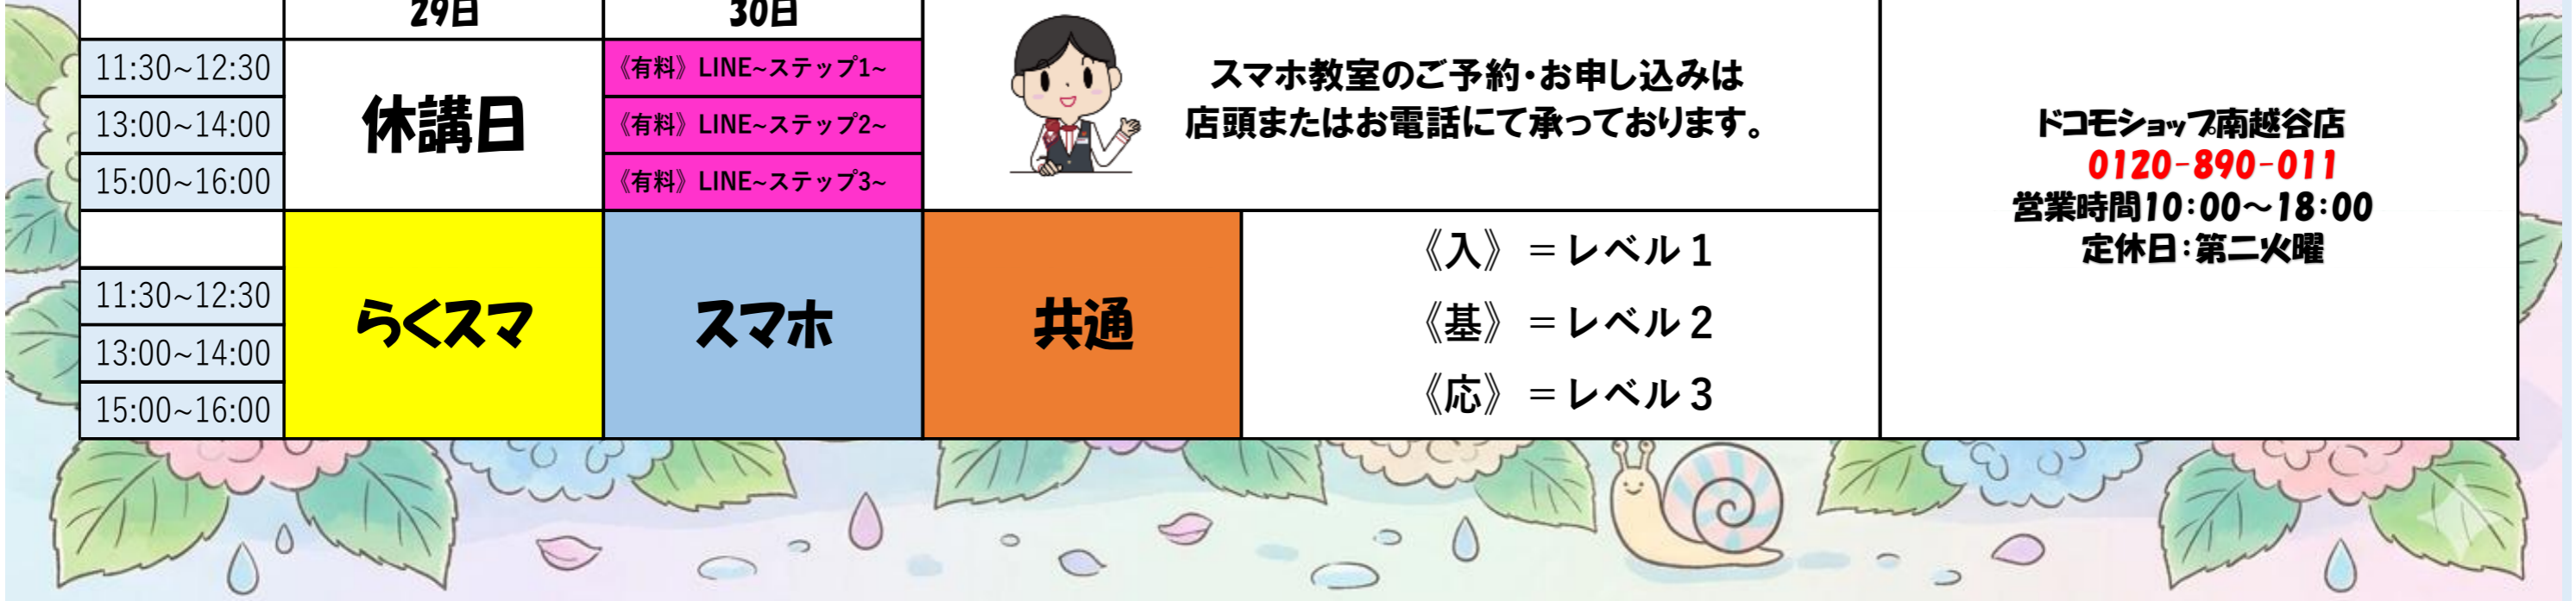 29日
30日
11:30~12:30
《有料》LINE~ステップ1~
13:00~14:00
休講日
《有料》LINE~ステップ2~
15:00~16:00
《有料》LINE~ステップ3~
スマホ教室のご予約・お申し込みは
店頭またはお電話にて承っております。
ドコモショップ南越谷店
0120-890-011
営業時間10:00～18:00
定休日:第二火曜
11:30~12:30
13:00~14:00
15:00~16:00
らくスマ
スマホ
共通
《入》＝レベル1
《基》＝レベル2
《応》＝レベル3